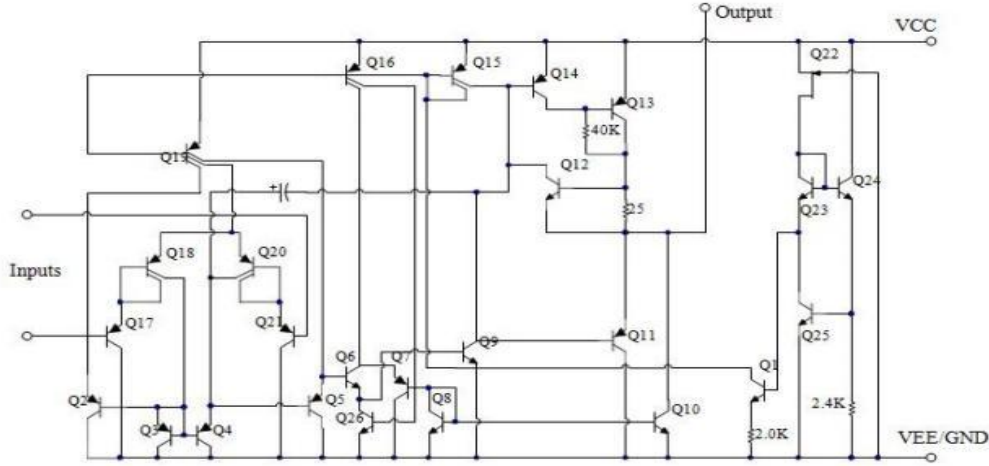 Output
VCC
Q22
Q16
Q15
Q14
Q13
40K
Q19
Q12
Q24
Q23
+
25
Q18
Q20
Inputs
Q17
Q21
Q25
Q11
Q9
Q6
Q7
Q1
Q2
Q5
Q8
Q26
Q10
2.4K
Q3
Q4
2.0K
VEE/GND